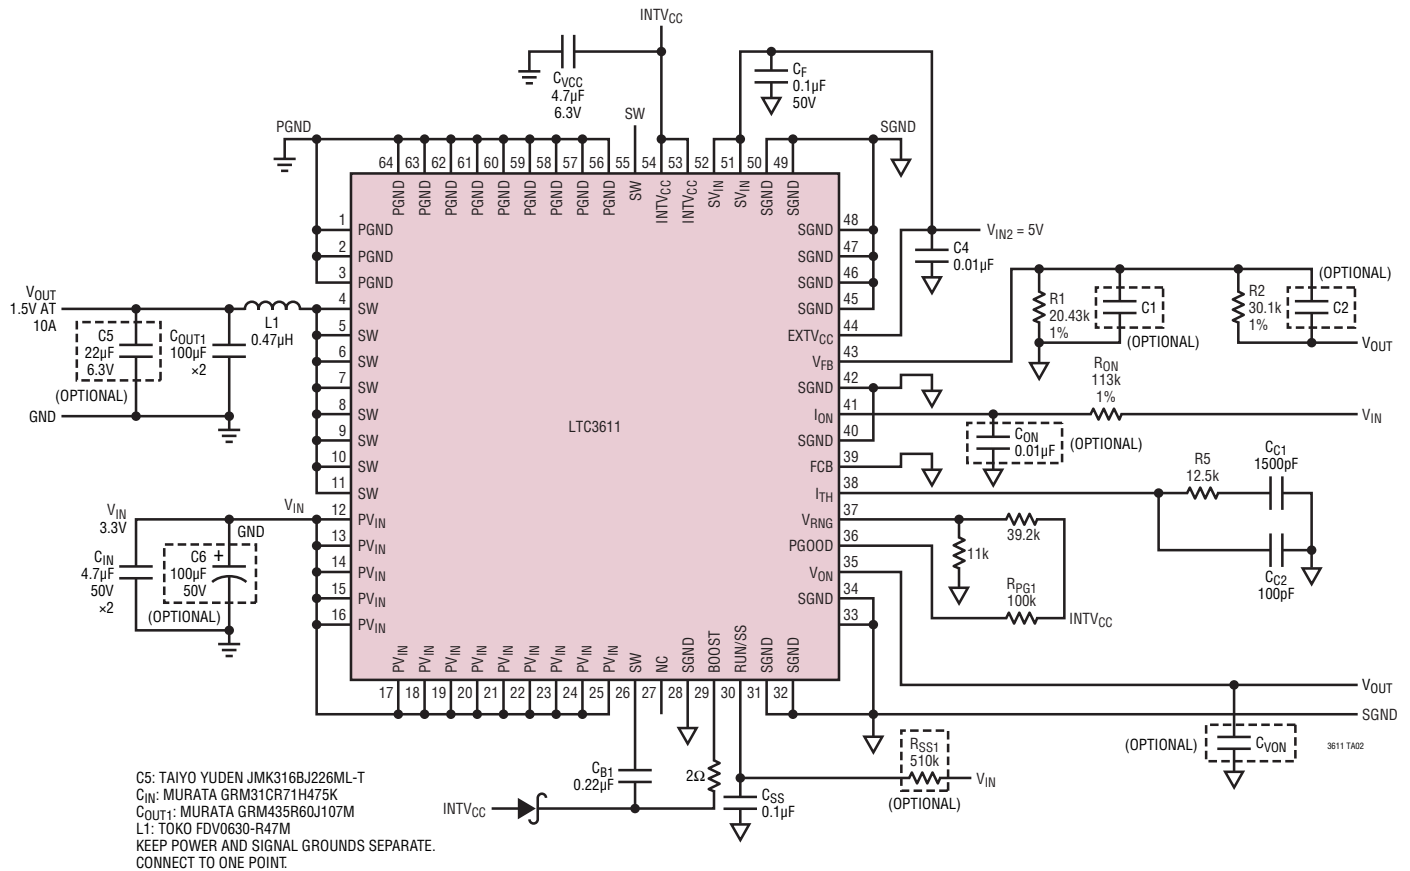 INTVCC
CVCC
4.7µF
6.3V
SW
CF
0.1µF
50V
PGND
SGND
64 63 62 61 60 59 58 57 56 55 54 53 52 51 50 49
PGND PGND PGND PGND PGND PGND PGND PGND PGND SW INTVCC INTVCC SVIN SVIN SGND SGND
1 PGND
2 PGND
3 PGND
4 SW
5 SW
6 SW
7 SW
8 SW
9 SW
10 SW
11 SW
12 PVIN
13 PVIN
14 PVIN
15 PVIN
16 PVIN
LTC3611
SGND 48
SGND 47
SGND 46
SGND 45
EXTVCC 44
VFB 43
SGND 42
ION 41
SGND 40
FCB 39
ITH 38
VRNG 37
PGOOD 36
VON 35
SGND 34
33
PVIN PVIN PVIN PVIN PVIN PVIN PVIN PVIN PVIN SW NC SGND BOOST RUN/SS SGND SGND
17 18 19 20 21 22 23 24 25 26 27 28 29 30 31 32
VOUT
1.5V AT
10A
C5
22µF
6.3V
(OPTIONAL)
COUT1
100µF
×2
L1
0.47µH
GND
VIN
3.3V
VIN
GND
CIN
4.7µF
50V
×2
C6
+
100µF
50V
(OPTIONAL)
VIN2 = 5V
C4
0.01µF
R1
20.43k
1%
C1
(OPTIONAL)
R2
30.1k
1%
(OPTIONAL)
C2
VOUT
RON
113k
1%
VIN
CON
0.01µF
(OPTIONAL)
R5
12.5k
CC1
1500pF
CC2
100pF
39.2k
11k
RPG1
100k
INTVCC
VOUT
SGND
(OPTIONAL)
CVON
3611 TA02
RSS1
510k
(OPTIONAL)
VIN
CB1
0.22µF
2Ω
CSS
0.1µF
INTVCC
C5: TAIYO YUDEN JMK316BJ226ML-T
CIN: MURATA GRM31CR71H475K
COUT1: MURATA GRM435R60J107M
L1: TOKO FDV0630-R47M
KEEP POWER AND SIGNAL GROUNDS SEPARATE.
CONNECT TO ONE POINT.